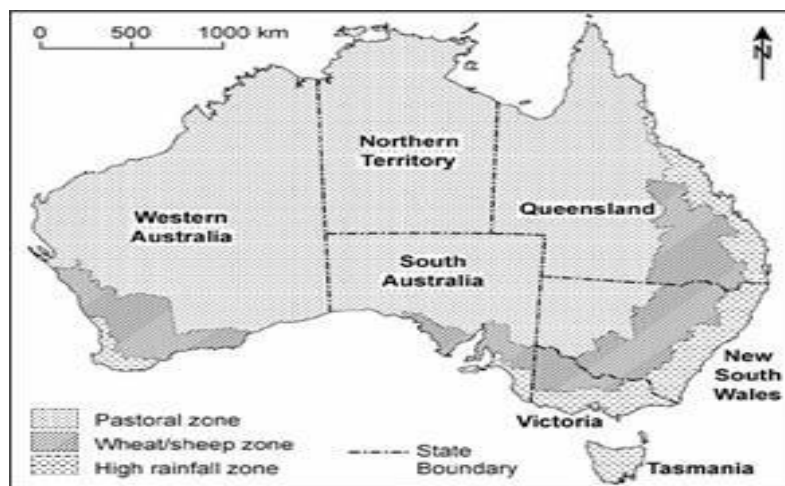 0 500 1000 km
N
Northern
Territory
Queensland
Western
Australia
South
Australia
New
South
Wales
Victoria
Tasmania
Pastoral zone
Wheat/sheep zone
High rainfall zone
State
Boundary